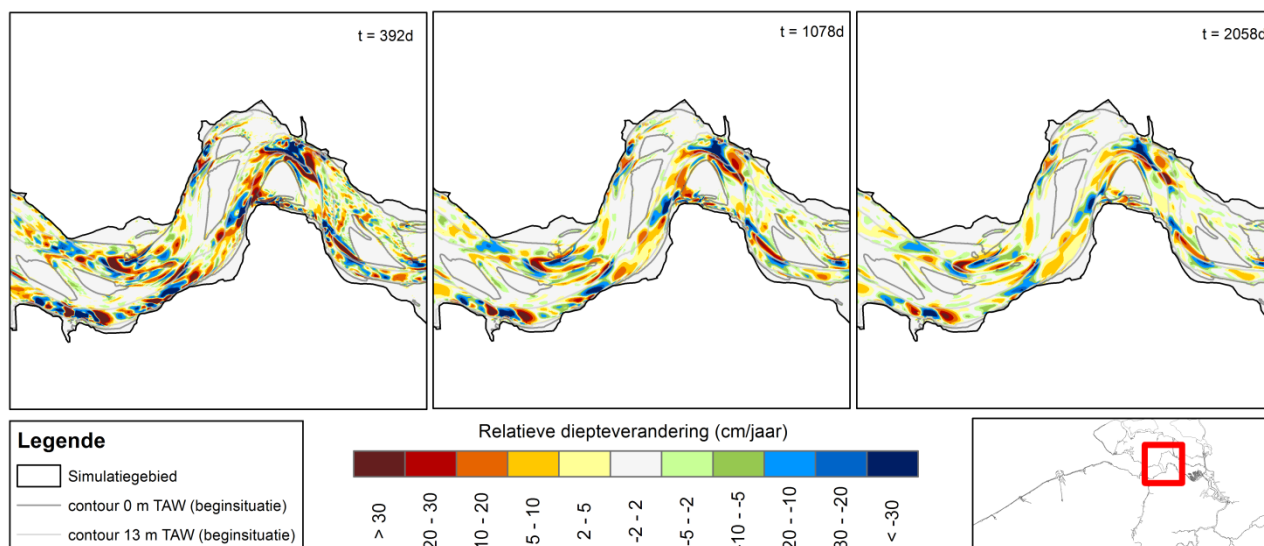 t = 392d
t = 1078d
t = 2058d
Legende
Simulatiegebied
contour 0 m TAW (beginsituatie)
contour 13 m TAW (beginsituatie)
Relatieve diepteverandering (cm/jaar)
> 30
20 - 30
10 - 20
5 - 10
2 - 5
-2 - 2
-5 - -2
-10 - -5
20 - -10
30 - -20
< -30